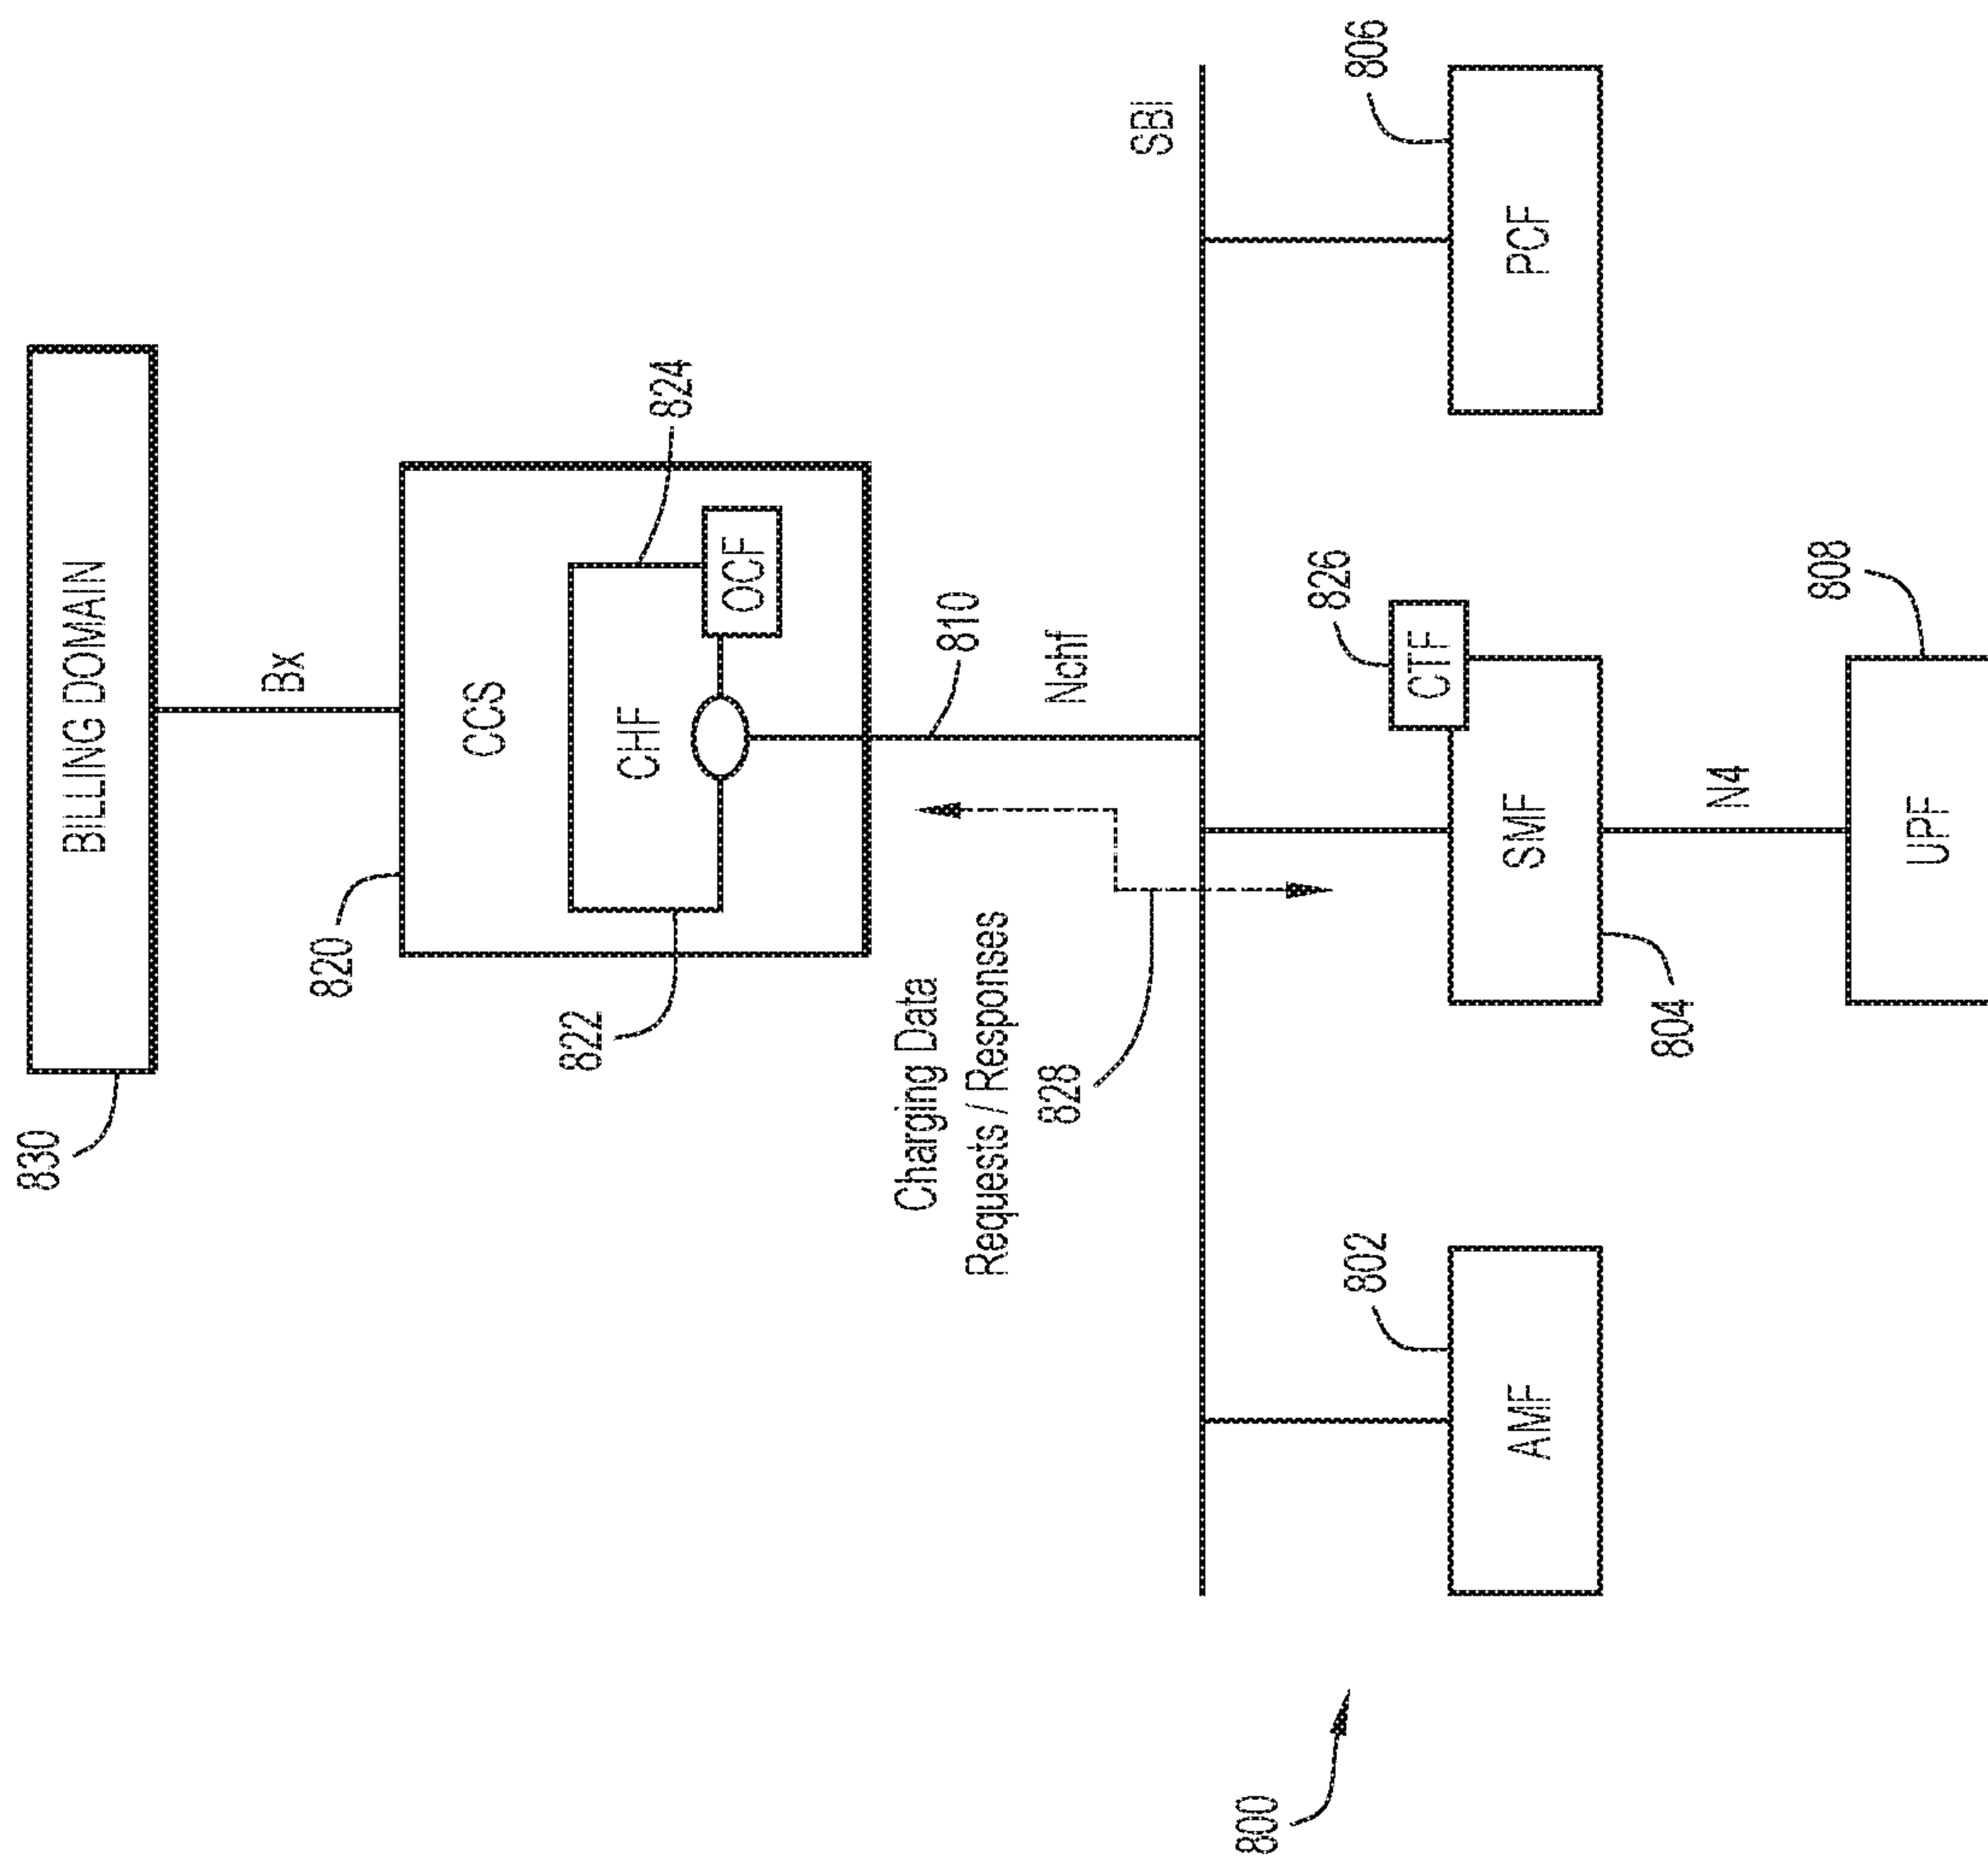 830
BILLING DOMAIN
Bx
820
CCS
822
CHF
824
OCF
810
Nchf
Charging Data
Requests / Responses
828
SBI
802
AMF
826
CTF
SMF
804
806
PCF
N4
808
UPF
800